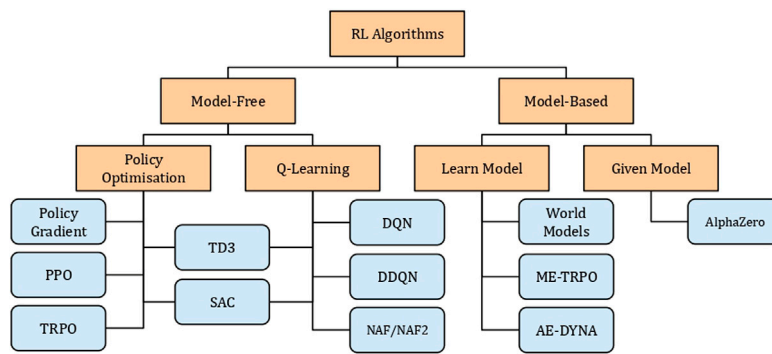 RL Algorithms
Model-Free
Model-Based
Policy
Optimisation
Q-Learning
Learn Model
Given Model
Policy
Gradient
PPO
TRPO
TD3
SAC
DQN
DDQN
NAF/NAF2
World
Models
ME-TRPO
AE-DYNA
AlphaZero